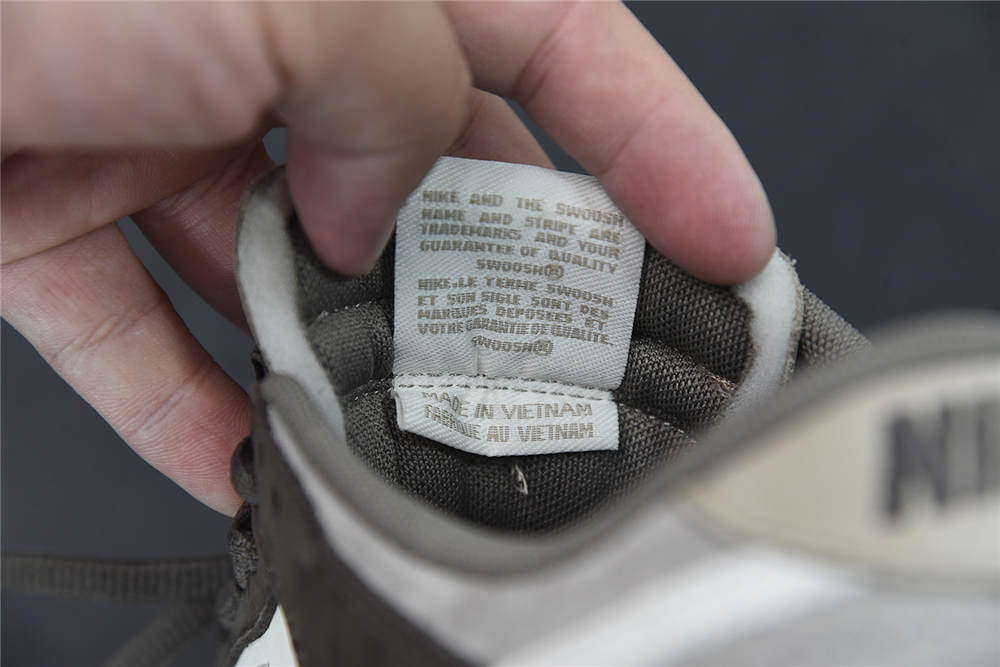 NIKE AND THE SWOOSH
NAME AND STRIPE ARE
TRADEMARKS AND YOUR
GUARANTEE OF QUALITY
SWOOSH®
NIKE.LE TERME SWOOSH
ET SON SIGLE SONT DES
MARQUES DEPOSEES ET
VOTRE GARANTIE DE QUALITE.
SWOOSH®
MADE IN VIETNAM
FABRIQUE AU VIETNAM